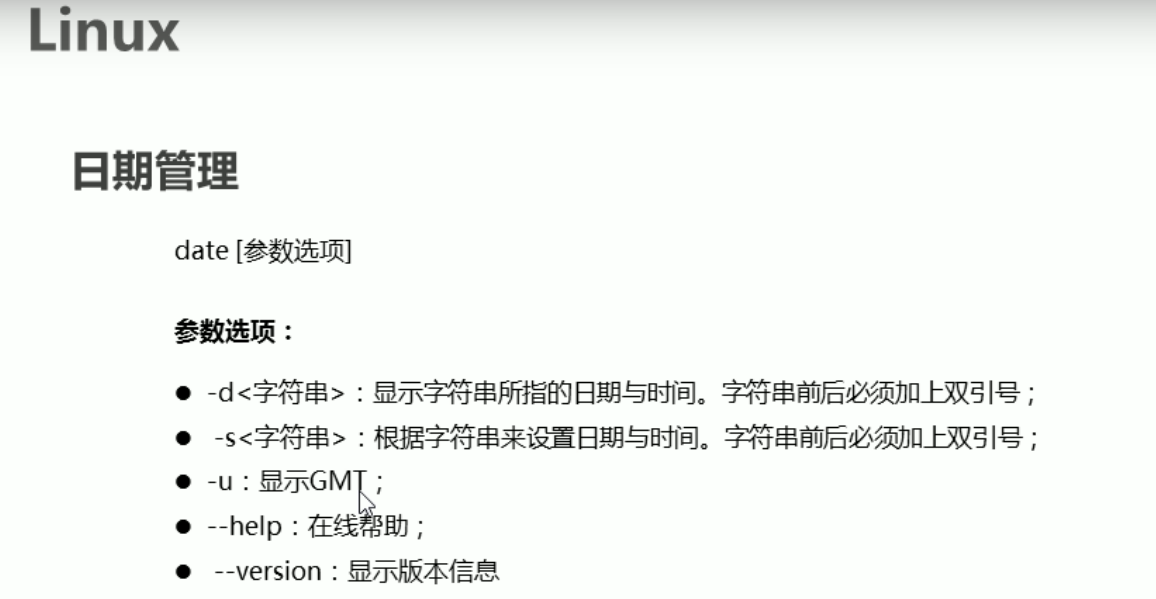 Linux
日期管理
date [参数选项]
参数选项：
● -d<字符串>：显示字符串所指的日期与时间。字符串前后必须加上双引号；
● -s<字符串>：根据字符串来设置日期与时间。字符串前后必须加上双引号；
● -u：显示GMT；
● --help：在线帮助；
● --version：显示版本信息